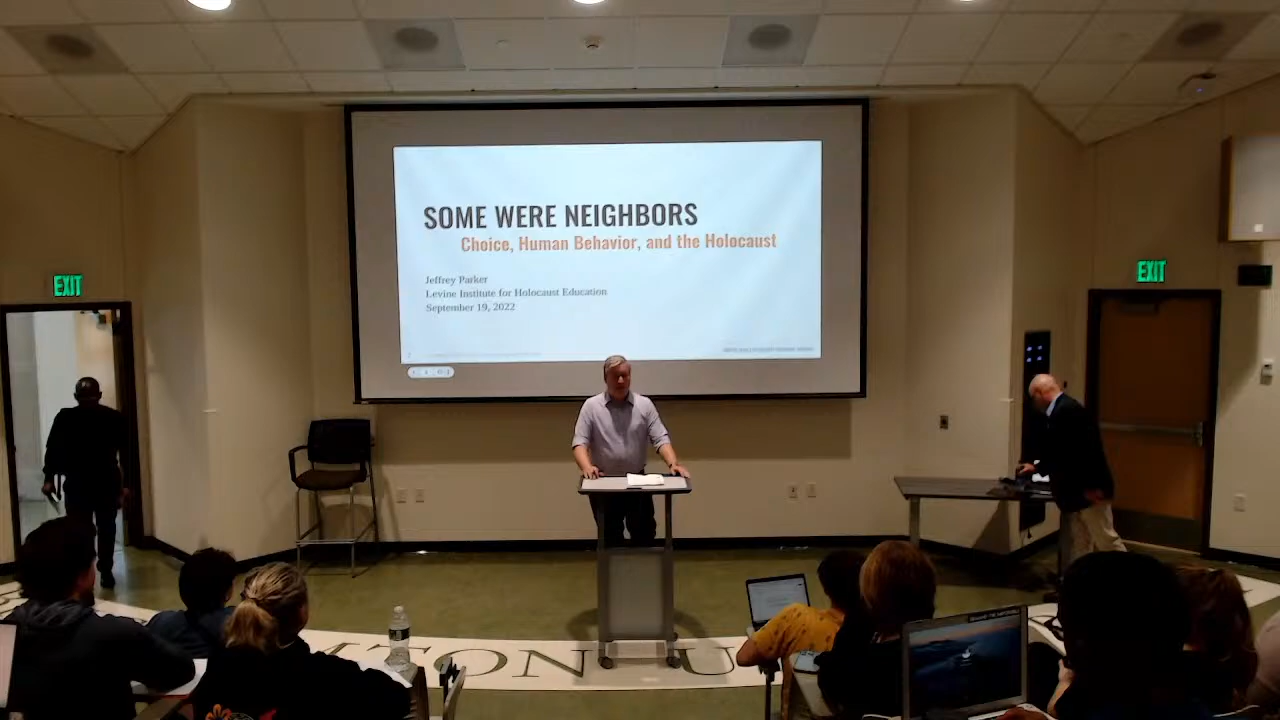 SOME WERE NEIGHBORS
Choice, Human Behavior, and the Holocaust
Jeffrey Parker
Levine Institute for Holocaust Education
September 19, 2022
EXIT
EXIT
TON U